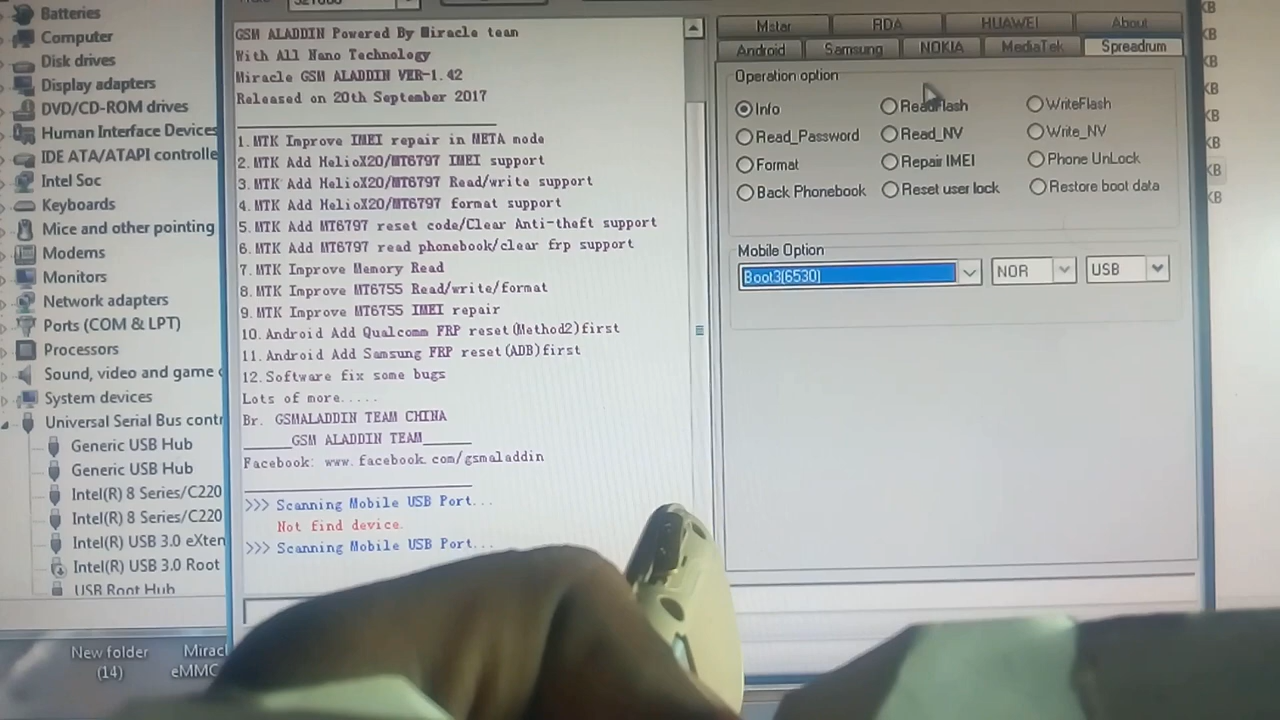 Batteries
Computer
Disk drives
Display adapters
DVD/CD-ROM drives
Human Interface Devices
IDE ATA/ATAPI controlle
Intel Soc
Keyboards
Mice and other pointing
Modems
Monitors
Network adapters
Ports (COM & LPT)
Processors
Sound, video and game
System devices
Universal Serial Bus contr
Generic USB Hub
Generic USB Hub
Intel(R) 8 Series/C220
Intel(R) 8 Series/C220
Intel(R) USB 3.0 eXten
Intel(R) USB 3.0 Root
USB Root Hub
New folder
(14)
eMMC
GSM ALADDIN Powered By Miracle team
With All Nano Technology
Miracle GSM ALADDIN VER-1.42
Released on 20th September 2017
1.MTK Improve IMEI repair in META mode
2.MTK Add HelioX20/MT6797 IMEI support
3.MTK Add HelioX20/MT6797 Read/write support
4.MTK Add HelioX20/MT6797 format support
5.MTK Add MT6797 reset code/Clear Anti-theft support
6.MTK Add MT6797 read phonebook/clear frp support
7.MTK Improve Memory Read
8.MTK Improve MT6755 Read/write/format
9.MTK Improve MT6755 IMEI repair
10.Android Add Qualcomm FRP reset(Method2)first
11.Android Add Samsung FRP reset(ADB)first
12.Software fix some bugs
Lots of more.....
Br. GSMALADDIN TEAM CHINA
______GSM ALADDIN TEAM______
Facebook: www.facebook.com/gsmaladdin
>>> Scanning Mobile USB Port...
Not find device.
>>> Scanning Mobile USB Port...
Mstar RDA HUAWEI About
Android Samsung NOKIA MediaTek Spreadrum
Operation option
Info ReadFlash WriteFlash
Read_Password Read_NV Write_NV
Format Repair IMEI Phone UnLock
Back Phonebook Reset user lock Restore boot data
Mobile Option
Boot3(6530) NOR USB
KB
KB
KB
KB
KB
KB
KB
KB